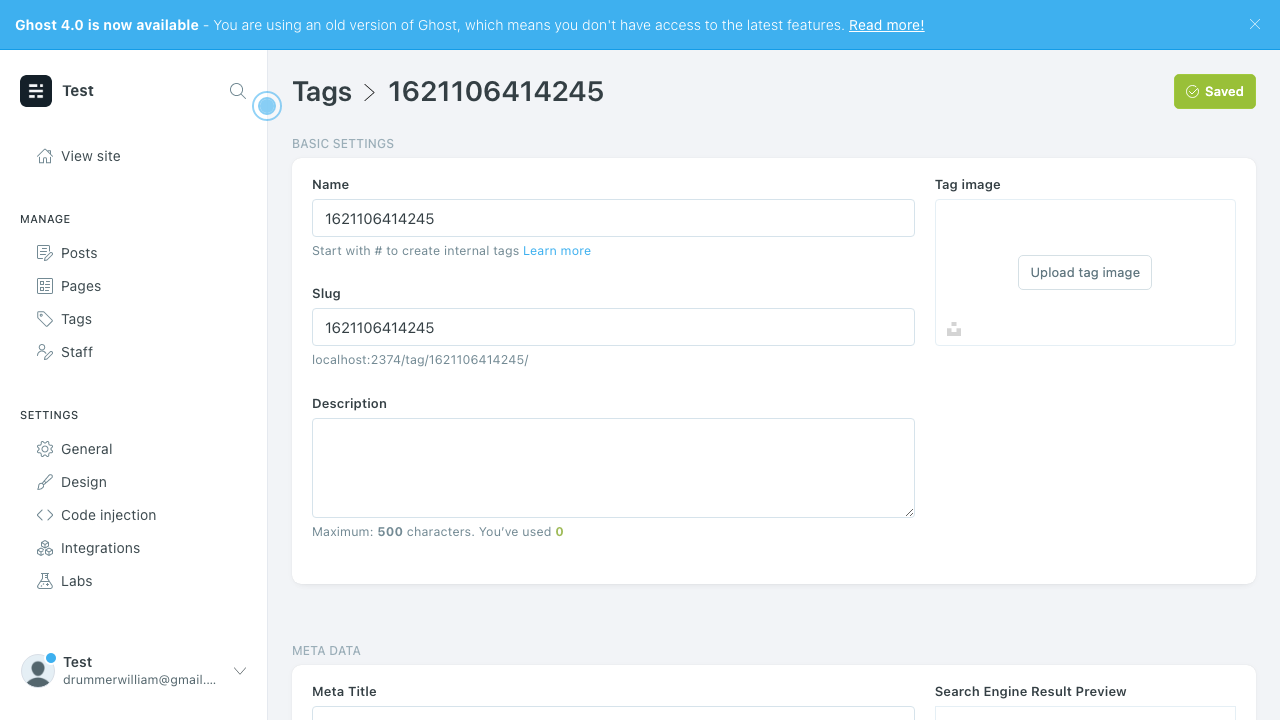 Ghost 4.0 is now available - You are using an old version of Ghost, which means you don't have access to the latest features. Read more!
Test
View site
MANAGE
Posts
Pages
Tags
Staff
SETTINGS
General
Design
Code injection
Integrations
Labs
Test
drummerwilliam@gmail....
Tags > 1621106414245
Saved
BASIC SETTINGS
Name
1621106414245
Start with # to create internal tags Learn more
Slug
1621106414245
localhost:2374/tag/1621106414245/
Description
Maximum: 500 characters. You’ve used 0
Tag image
Upload tag image
META DATA
Meta Title
Search Engine Result Preview